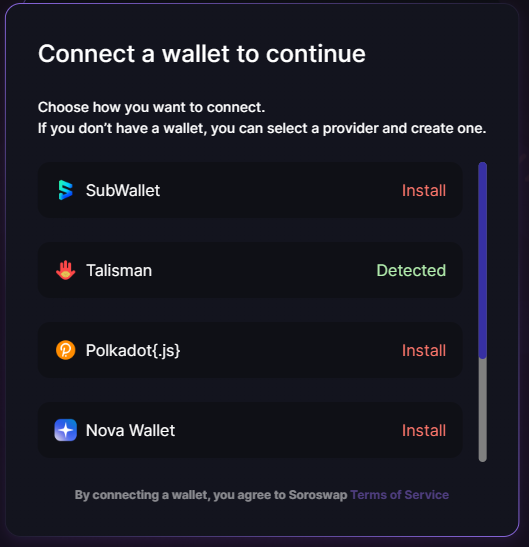 Connect a wallet to continue
Choose how you want to connect.
If you don’t have a wallet, you can select a provider and create one.
SubWallet Install
Talisman Detected
Polkadot{.js} Install
Nova Wallet Install
By connecting a wallet, you agree to Soroswap Terms of Service